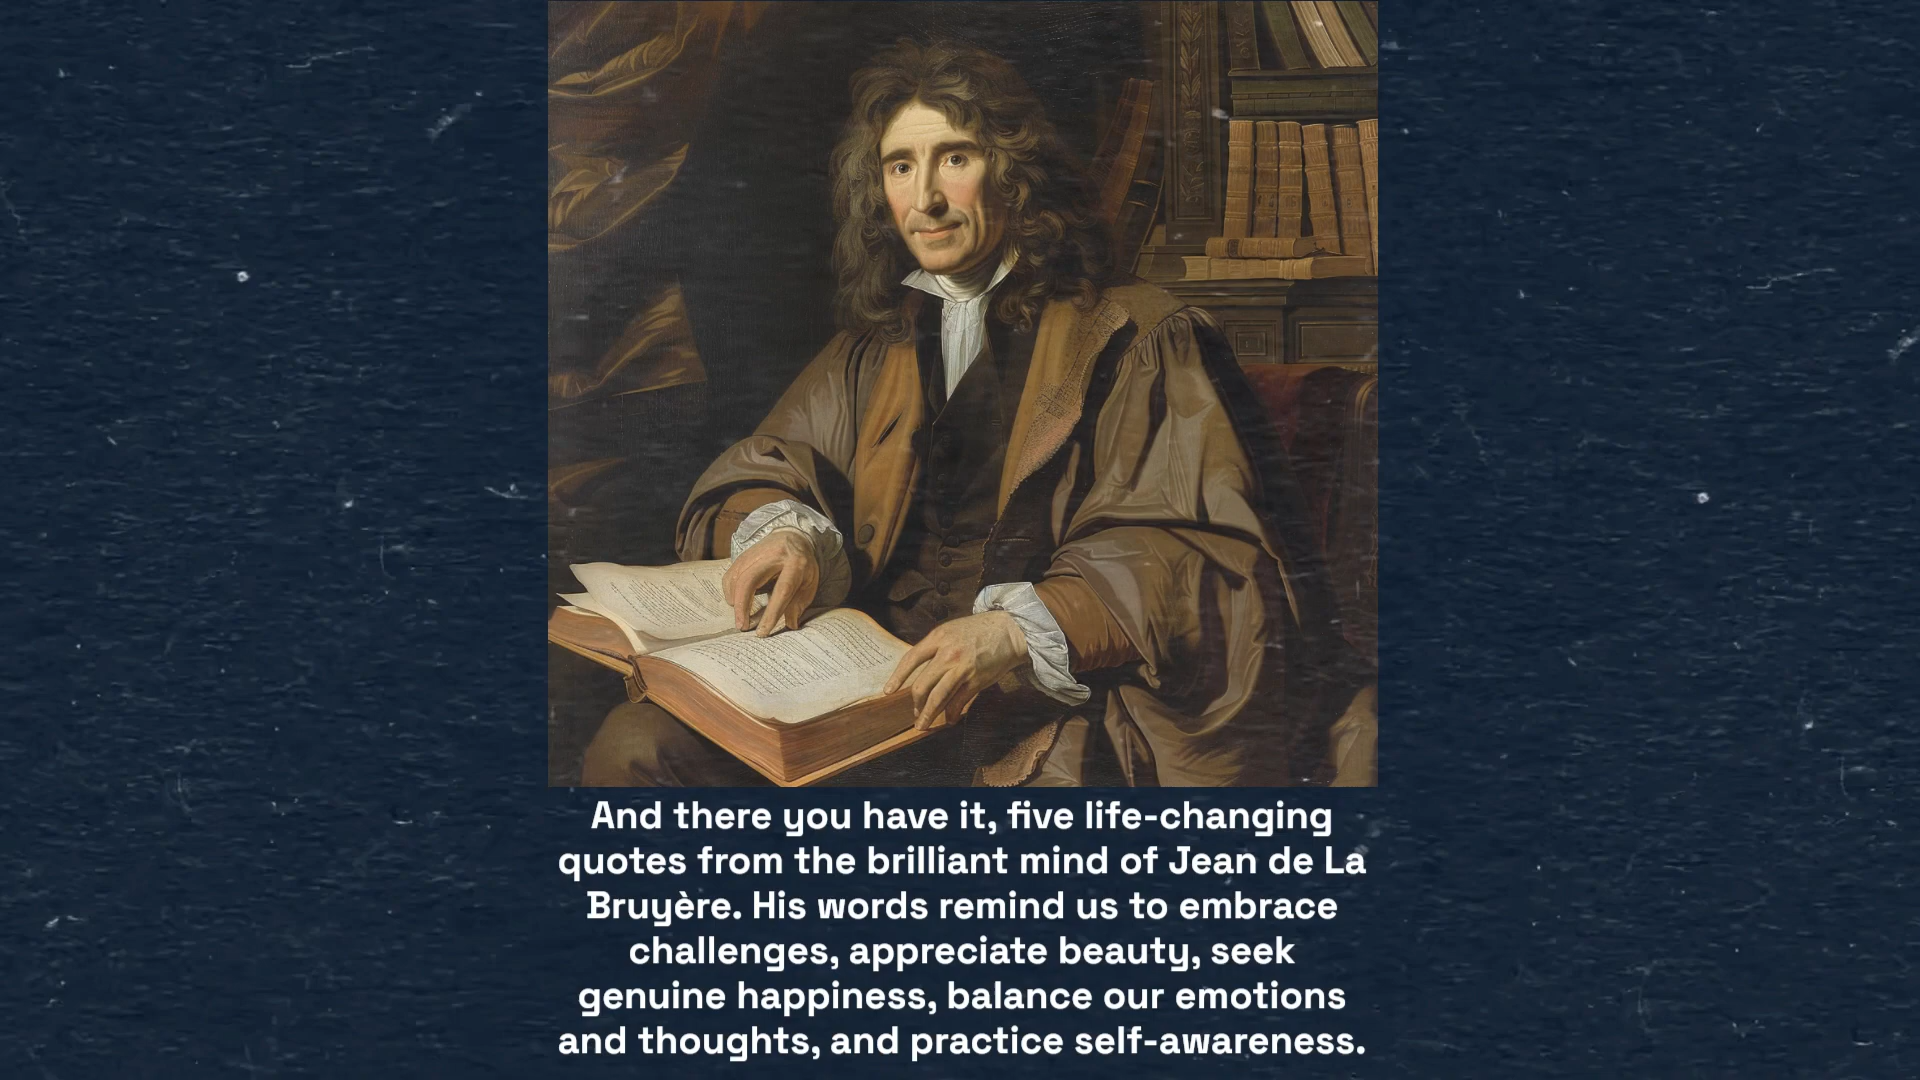 And there you have it, five life-changing
quotes from the brilliant mind of Jean de La
Bruyère. His words remind us to embrace
challenges, appreciate beauty, seek
genuine happiness, balance our emotions
and thoughts, and practice self-awareness.